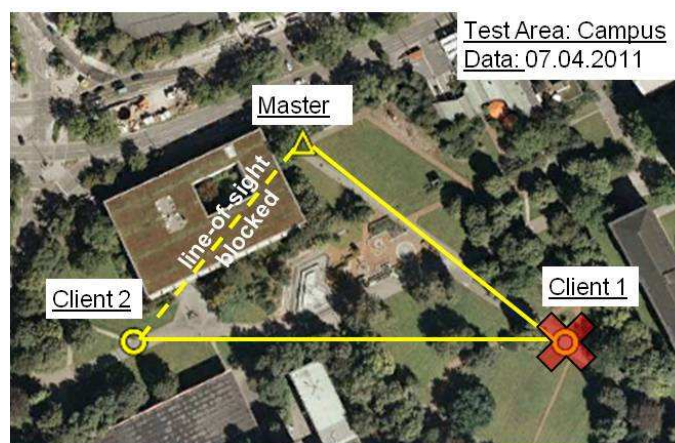 Test Area: Campus
Data: 07.04.2011
Master
line-of-sight
blocked
Client 2
Client 1